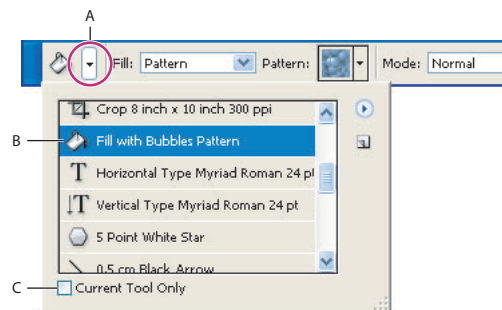 A
Fill: Pattern Pattern: Mode: Normal
Crop 8 inch x 10 inch 300 ppi
B
Fill with Bubbles Pattern
Horizontal Type Myriad Roman 24 pt
Vertical Type Myriad Roman 24 pt
5 Point White Star
0.5 cm Black Arrow
C
Current Tool Only